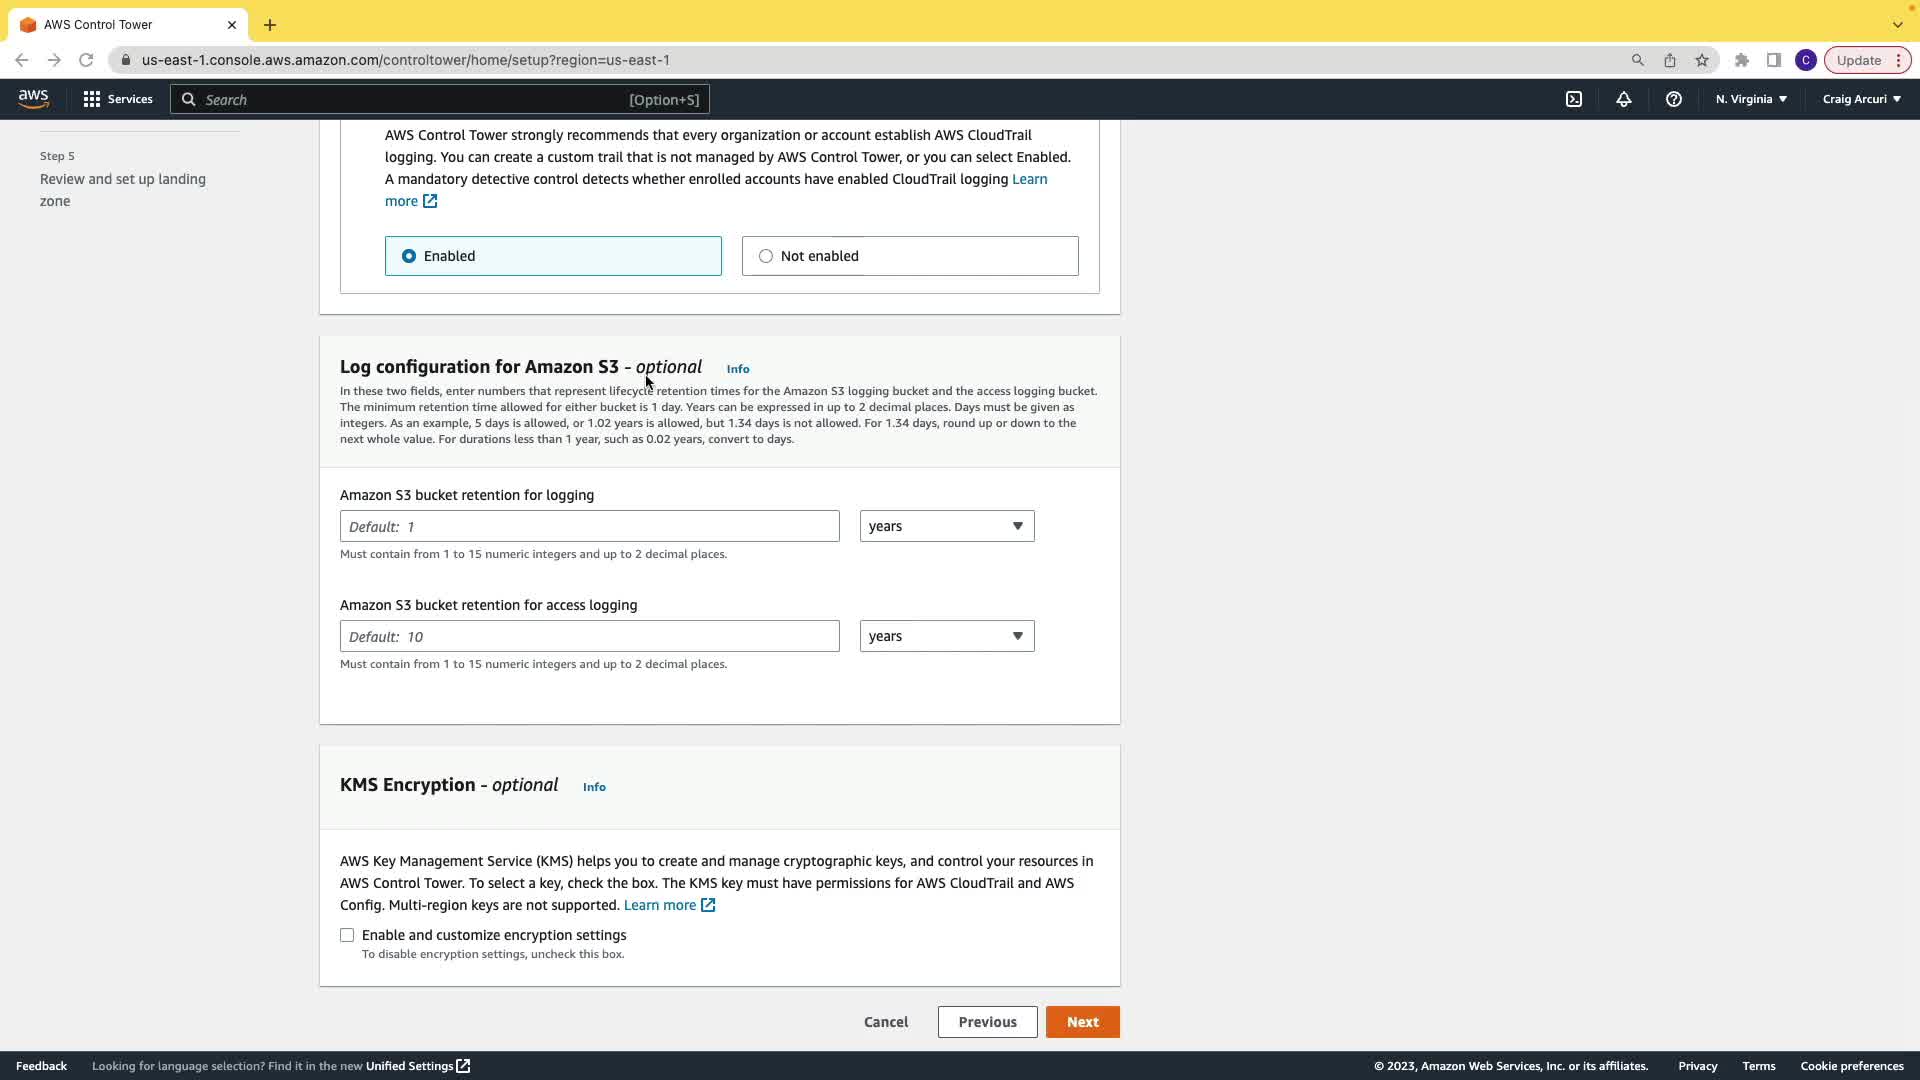 AWS Control Tower
us-east-1.console.aws.amazon.com/controltower/home/setup?region=us-east-1
Update
aws
Services
Search
[Option+S]
N. Virginia
Craig Arcuri
Step 5
Review and set up landing
zone
AWS Control Tower strongly recommends that every organization or account establish AWS CloudTrail
logging. You can create a custom trail that is not managed by AWS Control Tower, or you can select Enabled.
A mandatory detective control detects whether enrolled accounts have enabled CloudTrail logging Learn
more
Enabled
Not enabled
Log configuration for Amazon S3 - optional Info
In these two fields, enter numbers that represent lifecycle retention times for the Amazon S3 logging bucket and the access logging bucket.
The minimum retention time allowed for either bucket is 1 day. Years can be expressed in up to 2 decimal places. Days must be given as
integers. As an example, 5 days is allowed, or 1.02 years is allowed, but 1.34 days is not allowed. For 1.34 days, round up or down to the
next whole value. For durations less than 1 year, such as 0.02 years, convert to days.
Amazon S3 bucket retention for logging
Default: 1
years
Must contain from 1 to 15 numeric integers and up to 2 decimal places.
Amazon S3 bucket retention for access logging
Default: 10
years
Must contain from 1 to 15 numeric integers and up to 2 decimal places.
KMS Encryption - optional Info
AWS Key Management Service (KMS) helps you to create and manage cryptographic keys, and control your resources in
AWS Control Tower. To select a key, check the box. The KMS key must have permissions for AWS CloudTrail and AWS
Config. Multi-region keys are not supported. Learn more
Enable and customize encryption settings
To disable encryption settings, uncheck this box.
Cancel
Previous
Next
Feedback
Looking for language selection? Find it in the new Unified Settings
© 2023, Amazon Web Services, Inc. or its affiliates.
Privacy
Terms
Cookie preferences
C